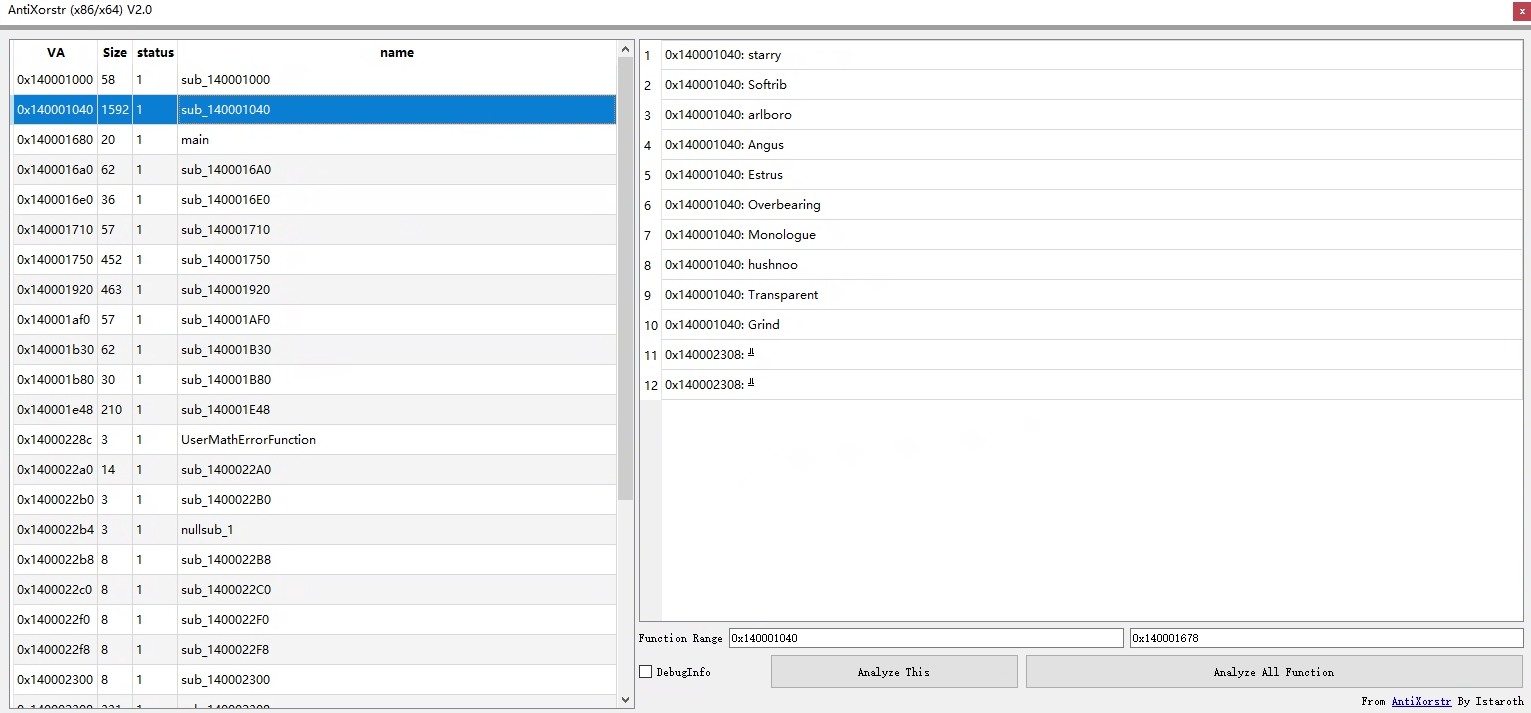 AntiXorstr (x86/x64) V2.0
x
VA Size status name
0x140001000 58 1 sub_140001000
0x140001040 1592 1 sub_140001040
0x140001680 20 1 main
0x1400016a0 62 1 sub_1400016A0
0x1400016e0 36 1 sub_1400016E0
0x140001710 57 1 sub_140001710
0x140001750 452 1 sub_140001750
0x140001920 463 1 sub_140001920
0x140001af0 57 1 sub_140001AF0
0x140001b30 62 1 sub_140001B30
0x140001b80 30 1 sub_140001B80
0x140001e48 210 1 sub_140001E48
0x14000228c 3 1 UserMathErrorFunction
0x1400022a0 14 1 sub_1400022A0
0x1400022b0 3 1 sub_1400022B0
0x1400022b4 3 1 nullsub_1
0x1400022b8 8 1 sub_1400022B8
0x1400022c0 8 1 sub_1400022C0
0x1400022f0 8 1 sub_1400022F0
0x1400022f8 8 1 sub_1400022F8
0x140002300 8 1 sub_140002300
1 0x140001040: starry
2 0x140001040: Softrib
3 0x140001040: arlboro
4 0x140001040: Angus
5 0x140001040: Estrus
6 0x140001040: Overbearing
7 0x140001040: Monologue
8 0x140001040: hushnoo
9 0x140001040: Transparent
10 0x140001040: Grind
11 0x140002308: ╨
12 0x140002308: ╨
Function Range 0x140001040 0x140001678
DebugInfo Analyze This Analyze All Function
From AntiXorstr By Istaroth